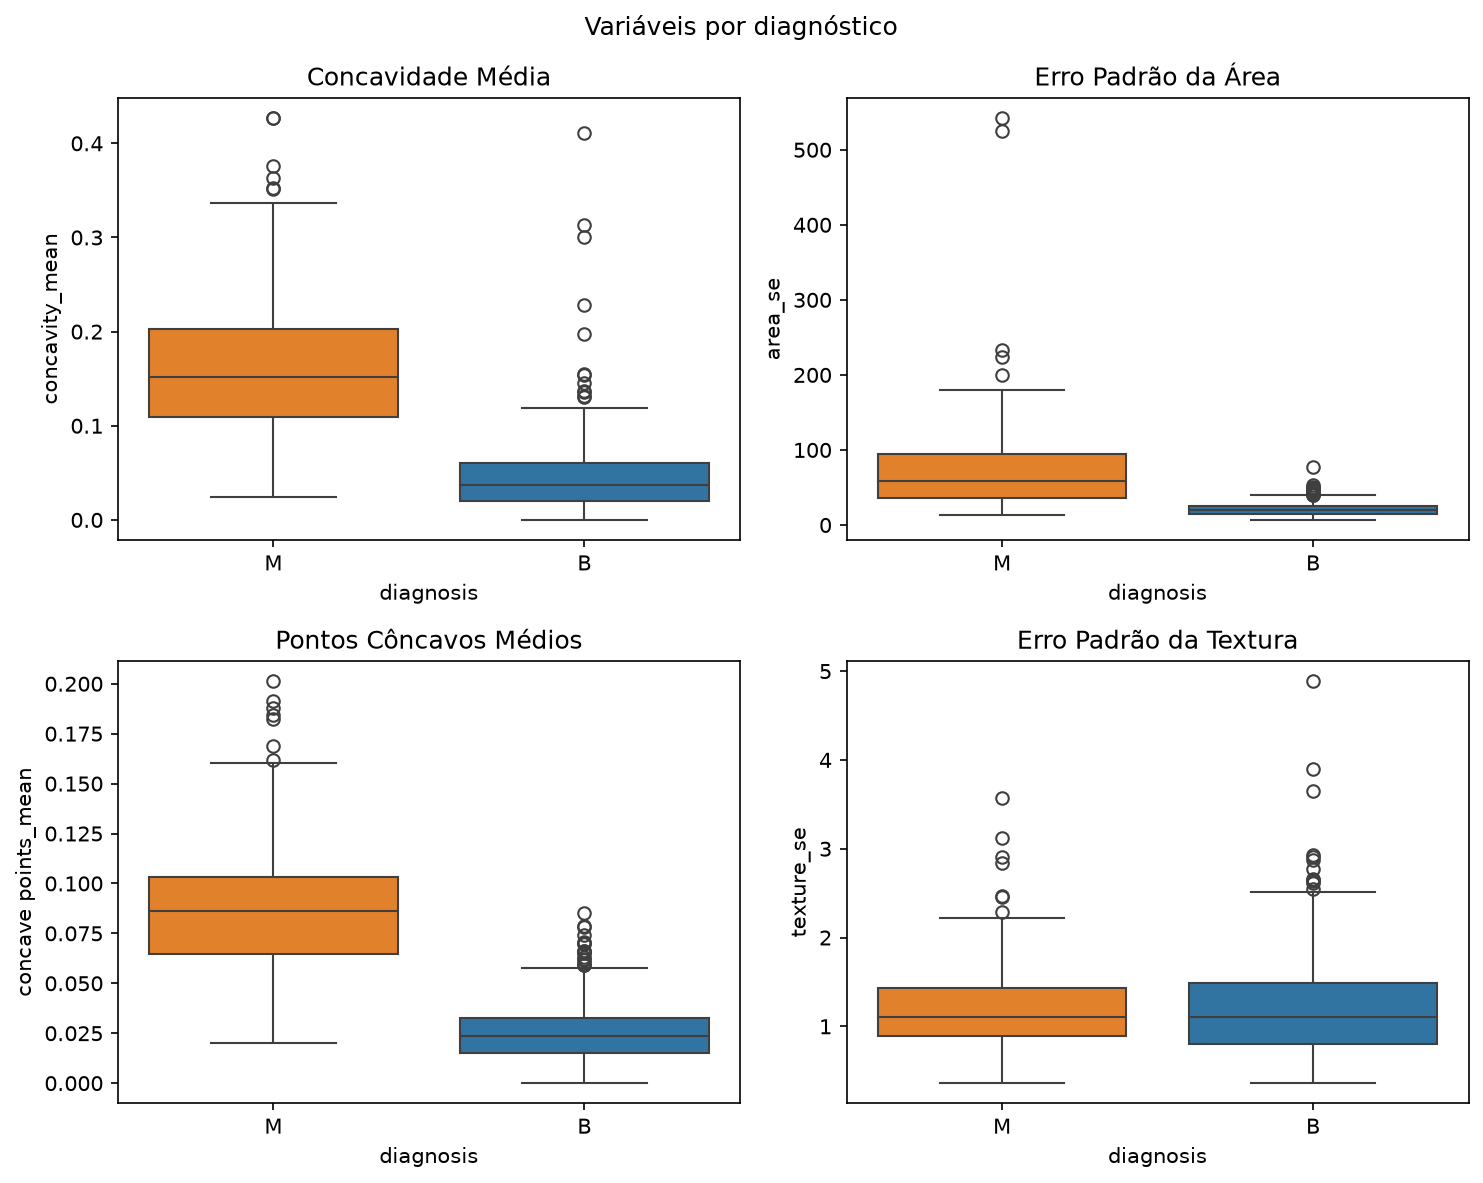 Variáveis por diagnóstico
Concavidade Média
concavity_mean
0.4
0.3
0.2
0.1
0.0
M
B
diagnosis
Erro Padrão da Área
area_se
500
400
300
200
100
0
M
B
diagnosis
Pontos Côncavos Médios
concave points_mean
0.200
0.175
0.150
0.125
0.100
0.075
0.050
0.025
0.000
M
B
diagnosis
Erro Padrão da Textura
texture_se
5
4
3
2
1
M
B
diagnosis